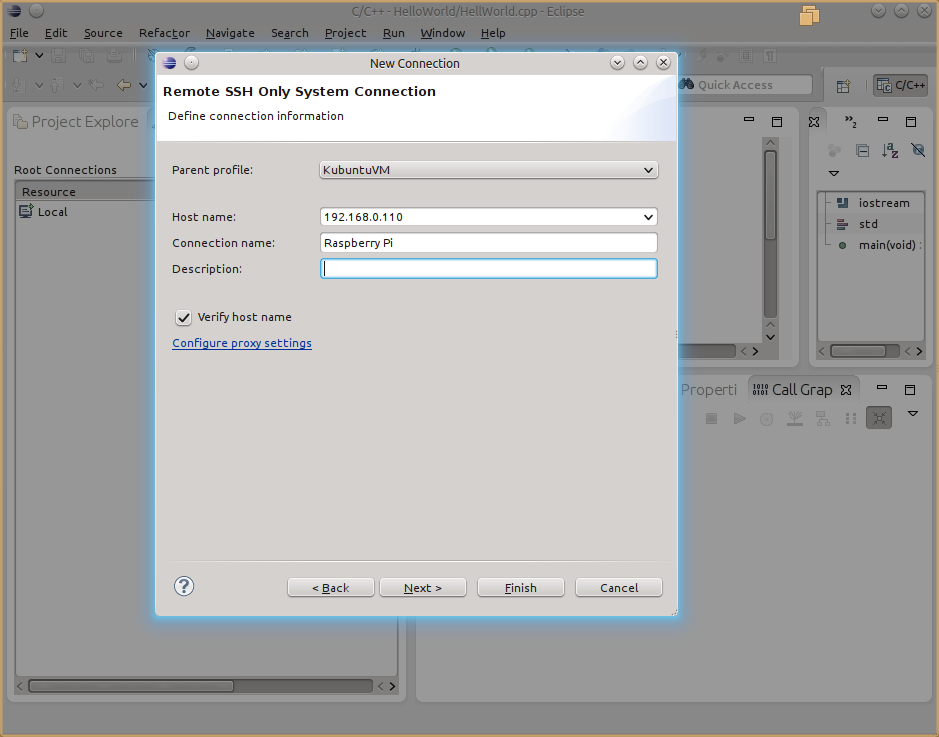 C/C++ - HelloWorld/HellWorld.cpp - Eclipse
File Edit Source Refactor Navigate Search Project Run Window Help
New Connection
Quick Access
C/C++
Remote SSH Only System Connection
Define connection information
Project Explore
»2
Root Connections
Resource
Local
Parent profile: KubuntuVM
Host name: 192.168.0.110
Connection name: Raspberry Pi
Description:
Verify host name
Configure proxy settings
iostream
std
main(void) :
Properti
Call Grap
< Back Next > Finish Cancel